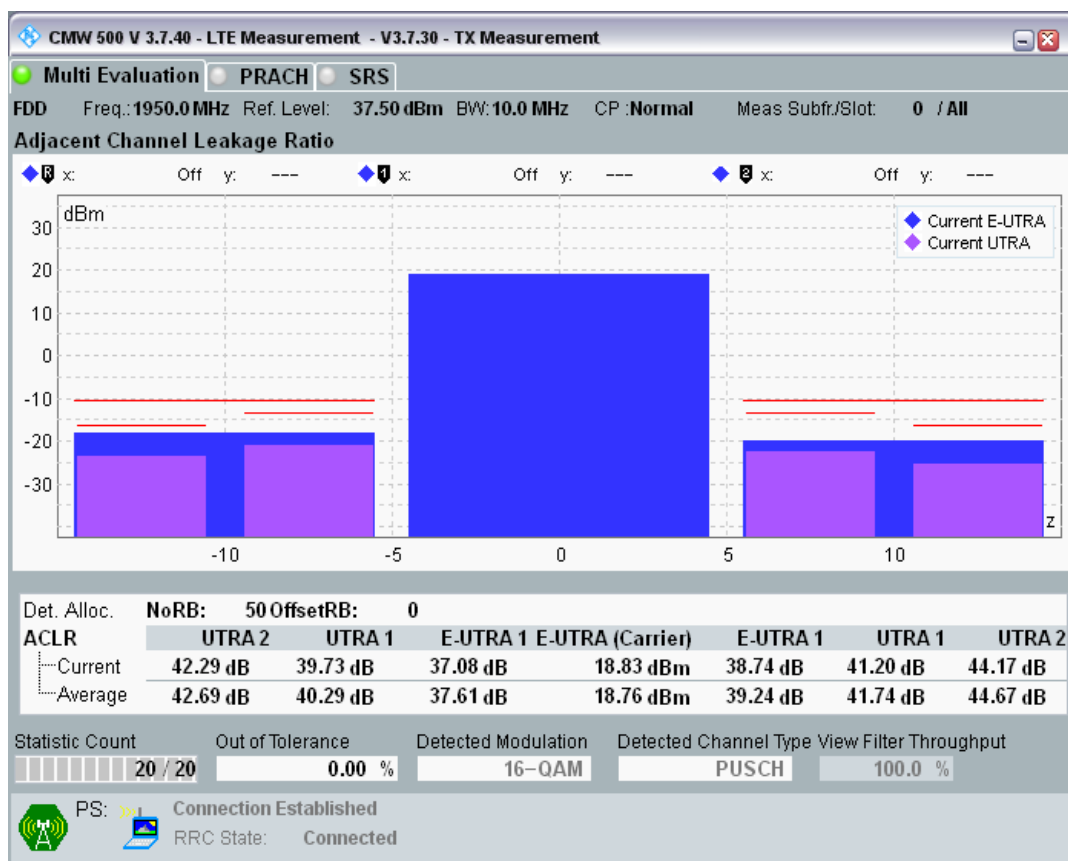 CMW 500 V 3.7.40 - LTE Measurement - V3.7.30 - TX Measurement
Multi Evaluation PRACH SRS
FDD Freq.: 1950.0 MHz Ref. Level: 37.50 dBm BW: 10.0 MHz CP :Normal Meas Subfr./Slot: 0 / All
Adjacent Channel Leakage Ratio
R x: Off y: --- 1 x: Off y: --- 2 x: Off y: ---
dBm
Current E-UTRA
Current UTRA
30
20
10
0
-10
-20
-30
z
-10 -5 0 5 10
Det. Alloc. NoRB: 50 OffsetRB: 0
ACLR UTRA 2 UTRA 1 E-UTRA 1 E-UTRA (Carrier) E-UTRA 1 UTRA 1 UTRA 2
Current 42.29 dB 39.73 dB 37.08 dB 18.83 dBm 38.74 dB 41.20 dB 44.17 dB
Average 42.69 dB 40.29 dB 37.61 dB 18.76 dBm 39.24 dB 41.74 dB 44.67 dB
Statistic Count Out of Tolerance Detected Modulation Detected Channel Type View Filter Throughput
20 / 20 0.00 % 16-QAM PUSCH 100.0 %
PS: Connection Established
RRC State: Connected